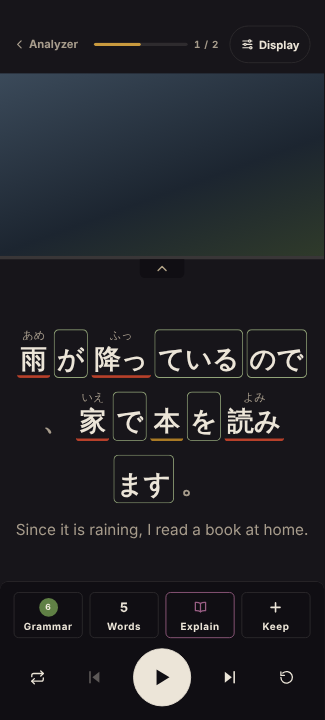 Analyzer
1 / 2
Display
あめ ふっ
雨が降っているので
いえ よみ
、家で本を読み
ます。
Since it is raining, I read a book at home.
6 5
Grammar Words Explain Keep